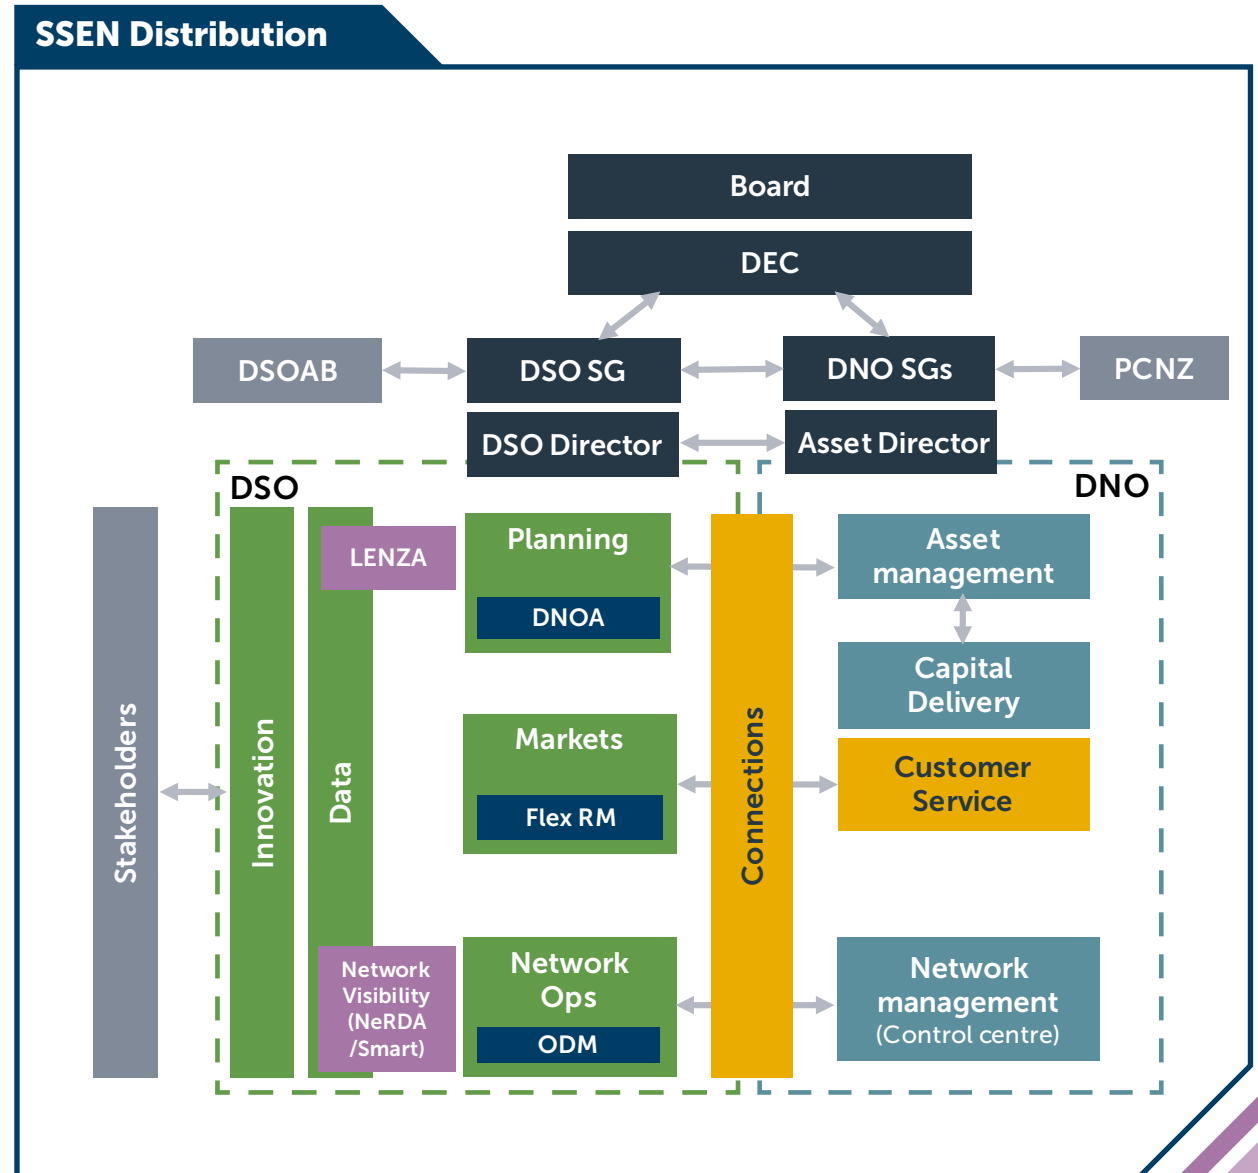 SSEN Distribution
Board
DEC
DSOAB
DSO SG
DNO SGs
PCNZ
DSO Director
Asset Director
DSO
DNO
Stakeholders
Innovation
Data
LENZA
Planning
DNOA
Connections
Asset
management
Capital
Delivery
Markets
Flex RM
Customer
Service
Network
Visibility
(NeRDA
/Smart)
Network
Ops
ODM
Network
management
(Control centre)